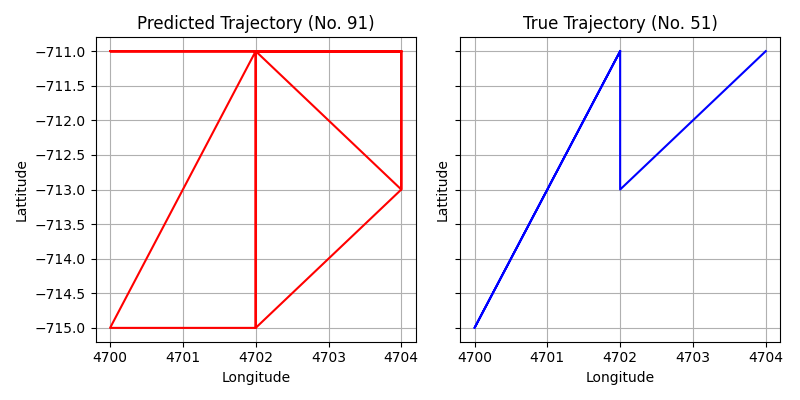 Predicted Trajectory (No. 91)
True Trajectory (No. 51)
−711.0
−711.5
−712.0
−712.5
−713.0
−713.5
−714.0
−714.5
−715.0
Lattitude
Lattitude
4700 4701 4702 4703 4704
4700 4701 4702 4703 4704
Longitude
Longitude